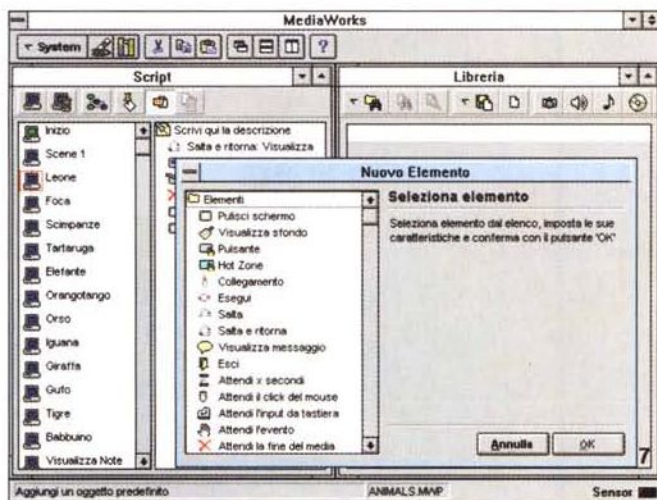 MediaWorks
System
Script
Libreria
Inizio
Scene 1
Leone
Foca
Scimpanze
Tartaruga
Elefante
Orangotango
Orso
Iguana
Giraffa
Gufo
Tigre
Babbuino
Visualizza Note
Scrivi qui la descrizione
Salta e ritorna: Visualizza
Nuovo Elemento
Elementi
Pulisci schermo
Visualizza sfondo
Pulsante
Hot Zone
Collegamento
Esegui
Salta
Salta e ritorna
Visualizza messaggio
Esci
Attendi x secondi
Attendi il click del mouse
Attendi l'input da tastiera
Attendi l'evento
Attendi la fine del media
Seleziona elemento
Seleziona elemento dal elenco, imposta le sue
caratteristiche e conferma con il pulsante 'OK'
Annulla
OK
7
Aggiungi un oggetto predefinito
ANIMALS.MWP
Sensor